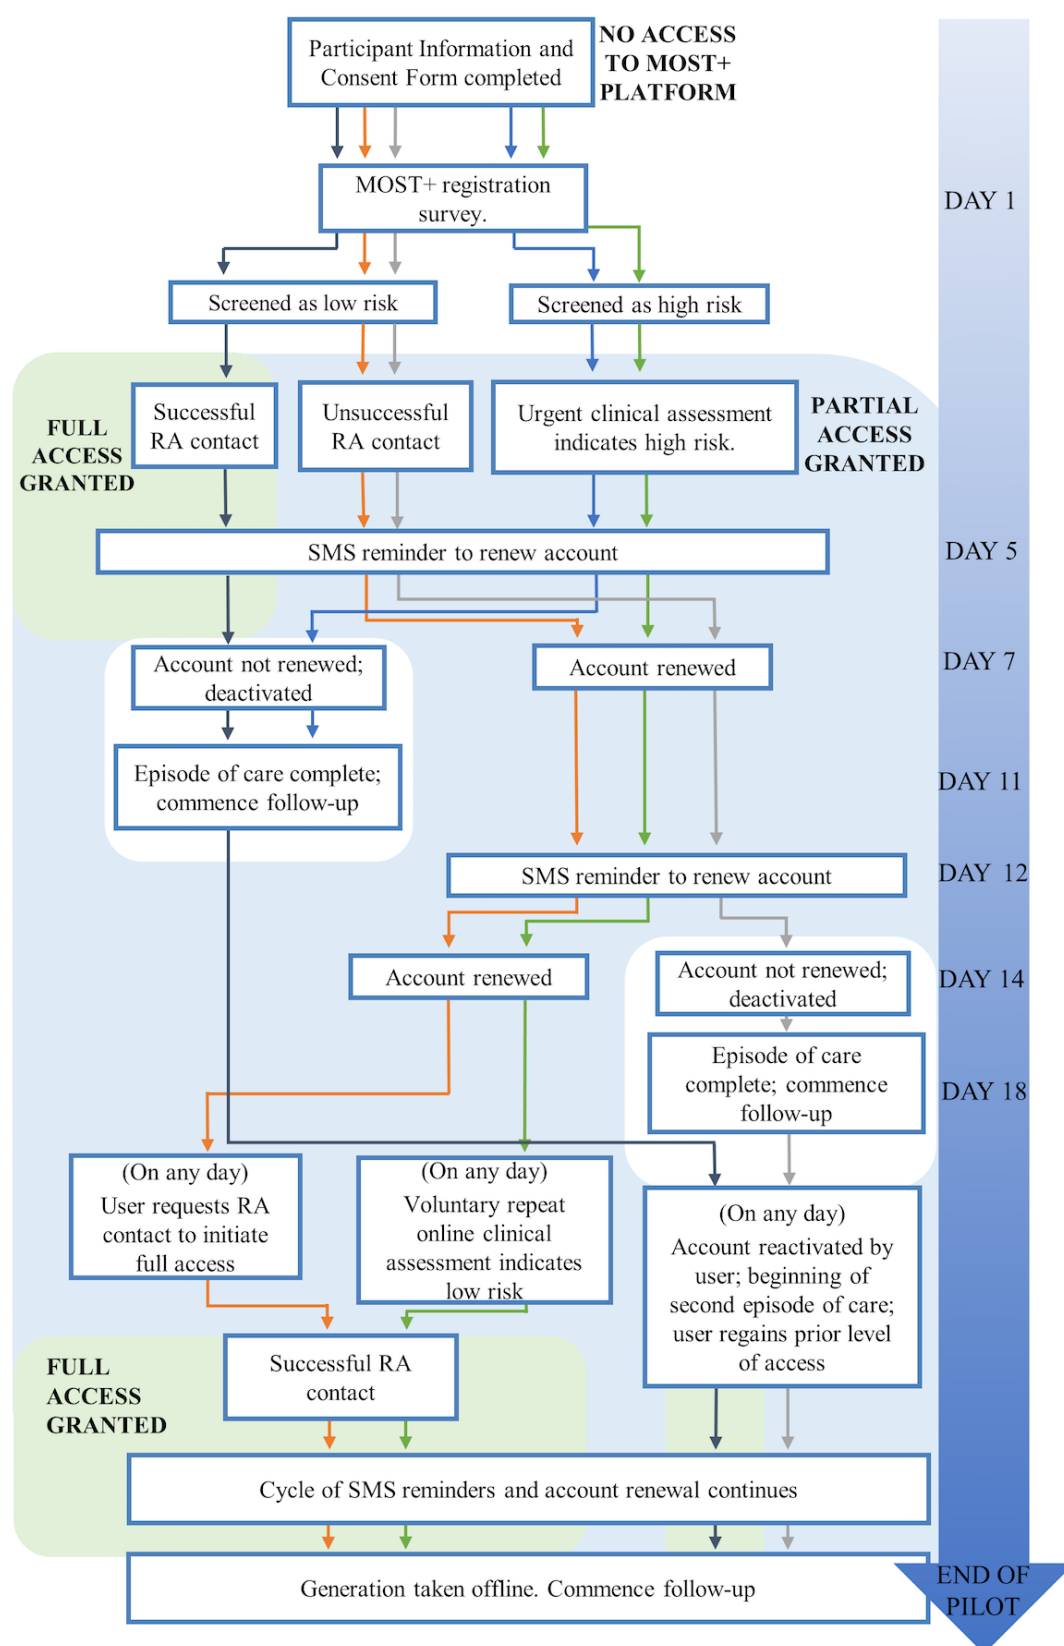 Participant Information and
Consent Form completed
NO ACCESS
TO MOST+
PLATFORM
MOST+ registration
survey.
DAY 1
Screened as low risk
Screened as high risk
FULL
ACCESS
GRANTED
Successful
RA contact
Unsuccessful
RA contact
Urgent clinical assessment
indicates high risk.
PARTIAL
ACCESS
GRANTED
SMS reminder to renew account
DAY 5
Account not renewed;
deactivated
Account renewed
DAY 7
Episode of care complete;
commence follow-up
DAY 11
SMS reminder to renew account
DAY 12
Account renewed
Account not renewed;
deactivated
DAY 14
Episode of care
complete; commence
follow-up
DAY 18
(On any day)
User requests RA
contact to initiate
full access
(On any day)
Voluntary repeat
online clinical
assessment indicates
low risk
(On any day)
Account reactivated by
user; beginning of
second episode of care;
user regains prior level
of access
FULL
ACCESS
GRANTED
Successful RA
contact
Cycle of SMS reminders and account renewal continues
Generation taken offline. Commence follow-up
END OF
PILOT